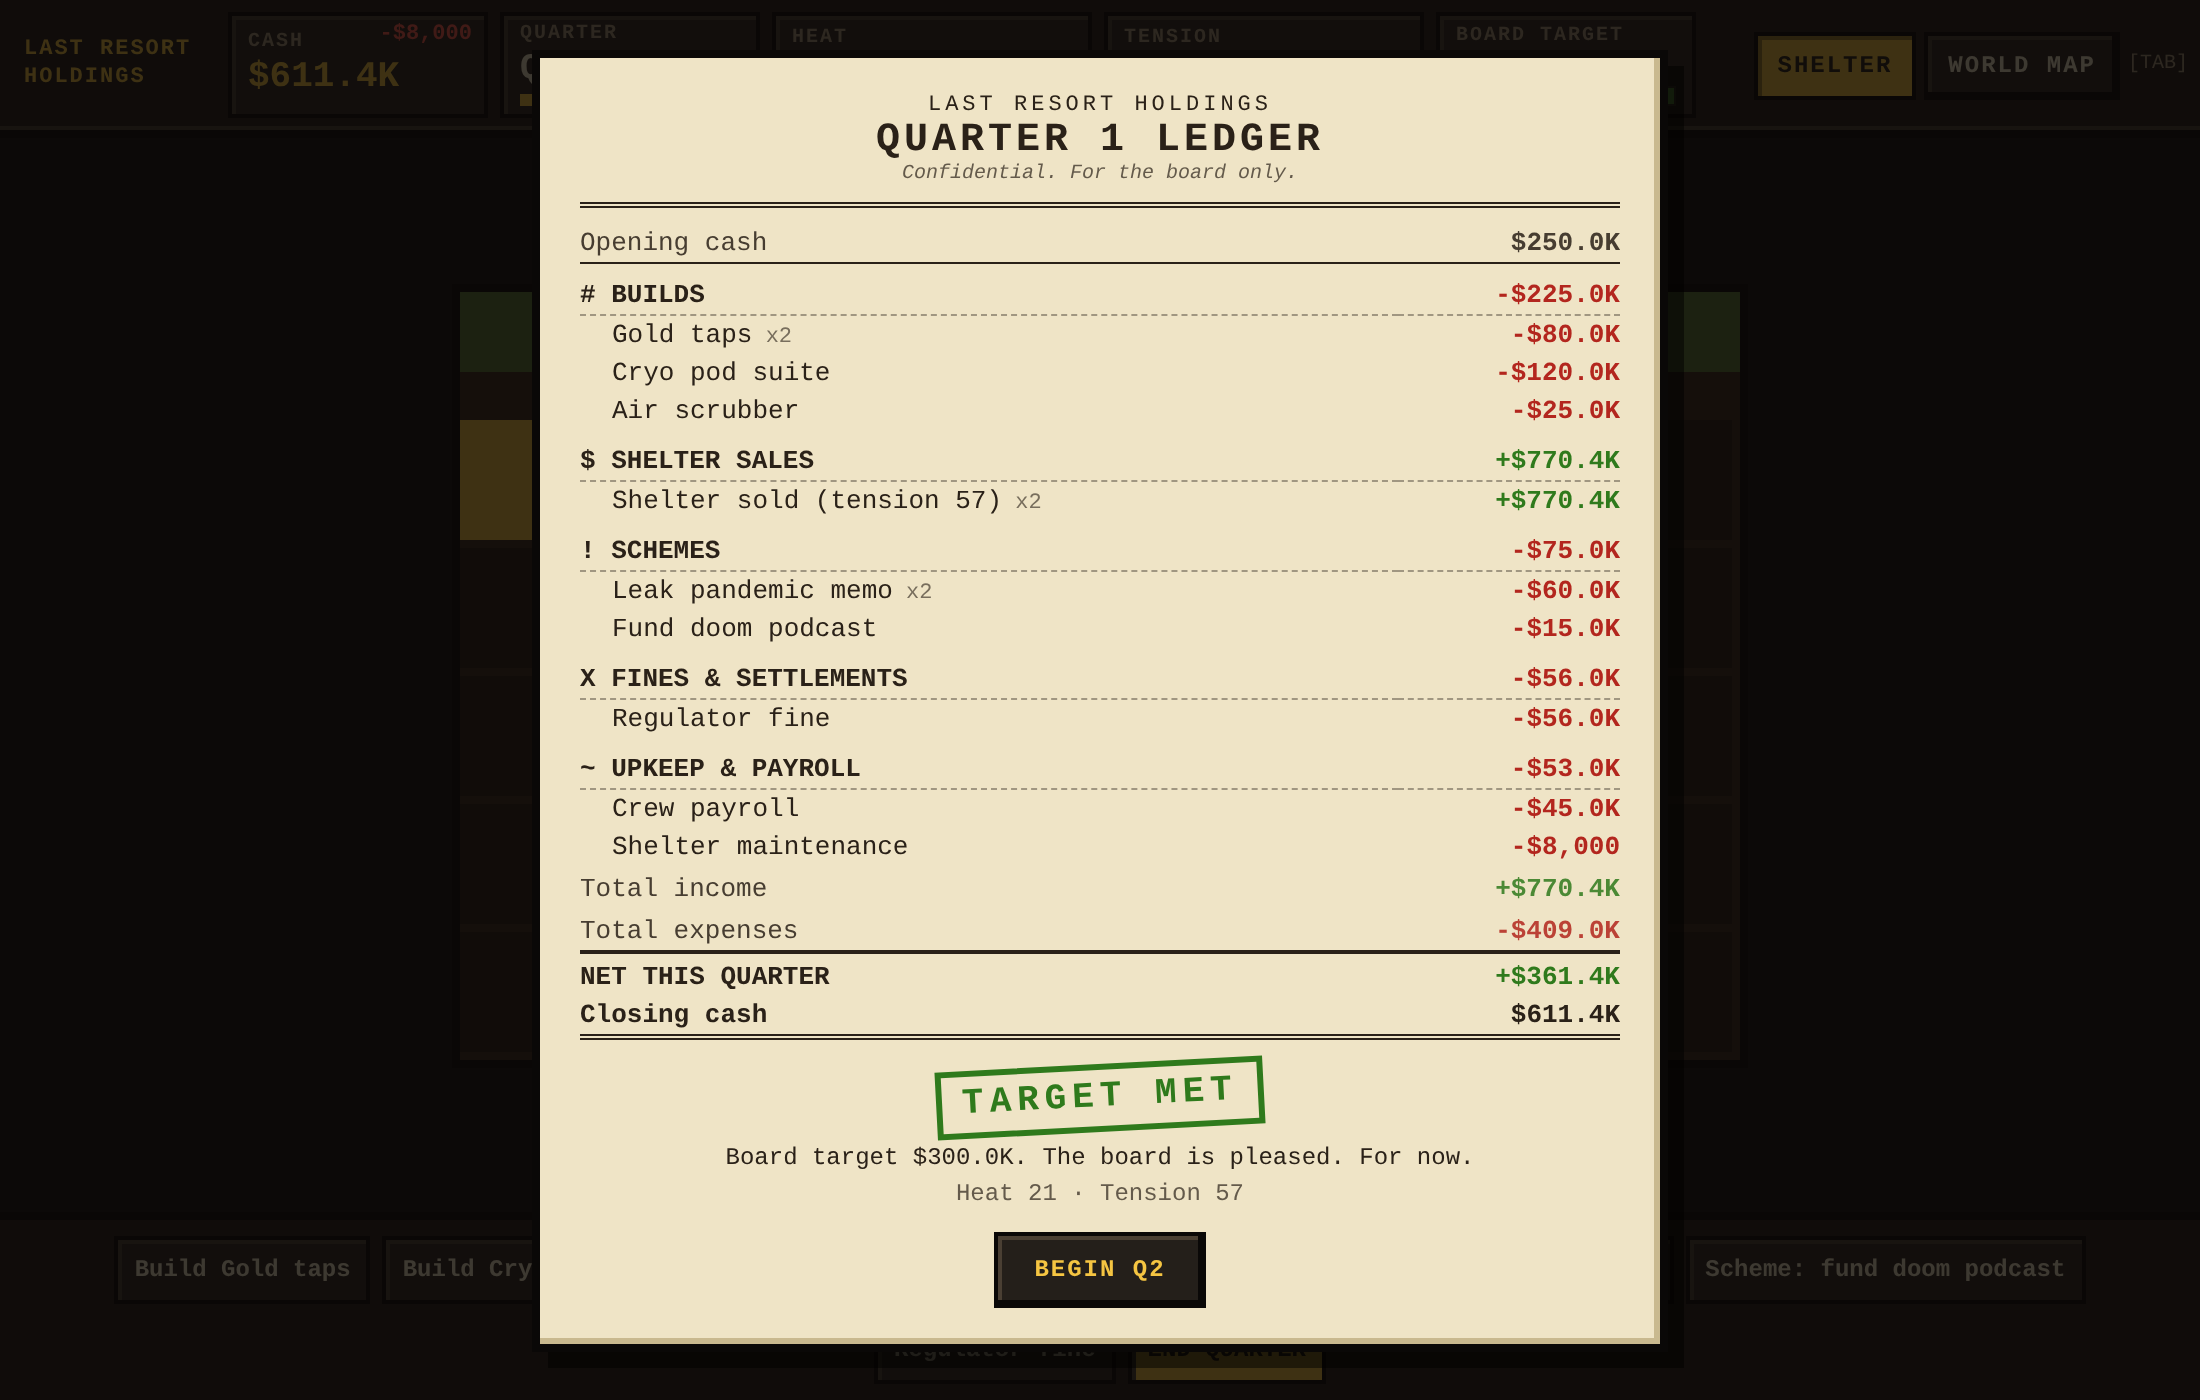 LAST RESORT
HOLDINGS
CASH -$8,000
$611.4K
QUARTER
HEAT
TENSION
BOARD TARGET
SHELTER
WORLD MAP
[TAB]
LAST RESORT HOLDINGS
QUARTER 1 LEDGER
Confidential. For the board only.
Opening cash $250.0K
# BUILDS -$225.0K
Gold taps x2 -$80.0K
Cryo pod suite -$120.0K
Air scrubber -$25.0K
$ SHELTER SALES +$770.4K
Shelter sold (tension 57) x2 +$770.4K
! SCHEMES -$75.0K
Leak pandemic memo x2 -$60.0K
Fund doom podcast -$15.0K
X FINES & SETTLEMENTS -$56.0K
Regulator fine -$56.0K
~ UPKEEP & PAYROLL -$53.0K
Crew payroll -$45.0K
Shelter maintenance -$8,000
Total income +$770.4K
Total expenses -$409.0K
NET THIS QUARTER +$361.4K
Closing cash $611.4K
TARGET MET
Board target $300.0K. The board is pleased. For now.
Heat 21 · Tension 57
BEGIN Q2
Build Gold taps
Build Cry
Scheme: fund doom podcast
Regulator fine
END QUARTER